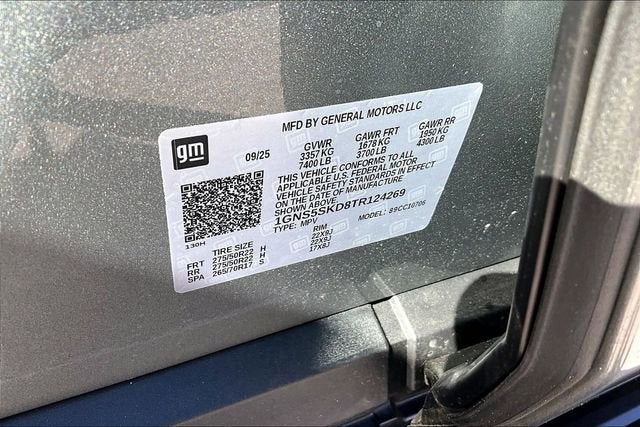 MFD BY GENERAL MOTORS LLC
gm
09/25
GVWR GAWR FRT GAWR RR
3357 KG 1678 KG 1950 KG
7400 LB 3700 LB 4300 LB
THIS VEHICLE CONFORMS TO ALL
APPLICABLE U.S. FEDERAL MOTOR
VEHICLE SAFETY STANDARDS IN EFFECT
ON THE DATE OF MANUFACTURE
SHOWN ABOVE.
1GNS5SKD8TR124269
TYPE: MPV MODEL: 89CC10706
130H
TIRE SIZE RIM
FRT 275/50R22 H 22X9J
RR 275/50R22 H 22X9J
SPA 265/70R17 S 17X8J